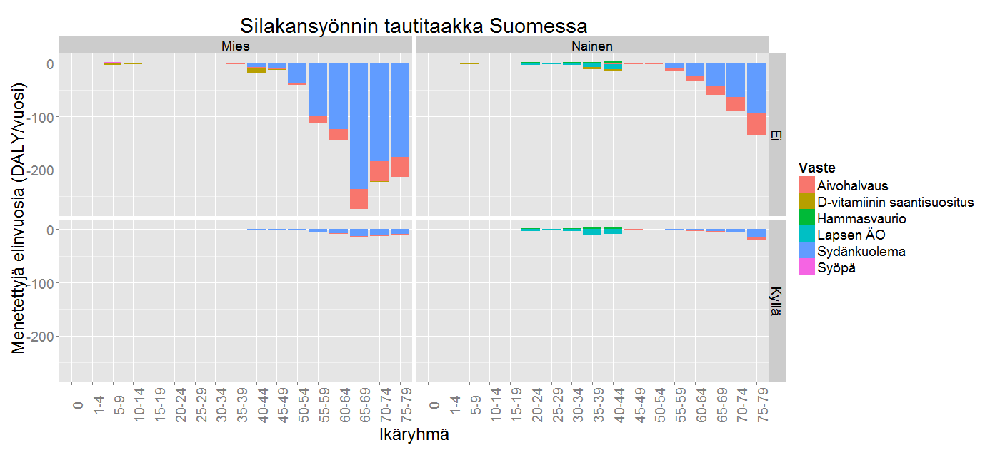 Silakansyönnin tautitaakka Suomessa
Mies
Nainen
Menetettyjä elinvuosia (DALY/vuosi)
0
-100
-200
Ei
0
-100
-200
Kyllä
0
1-4
5-9
10-14
15-19
20-24
25-29
30-34
35-39
40-44
45-49
50-54
55-59
60-64
65-69
70-74
75-79
0
1-4
5-9
10-14
15-19
20-24
25-29
30-34
35-39
40-44
45-49
50-54
55-59
60-64
65-69
70-74
75-79
Ikäryhmä
Vaste
Aivohalvaus
D-vitamiinin saantisuositus
Hammasvaurio
Lapsen ÄO
Sydänkuolema
Syöpä